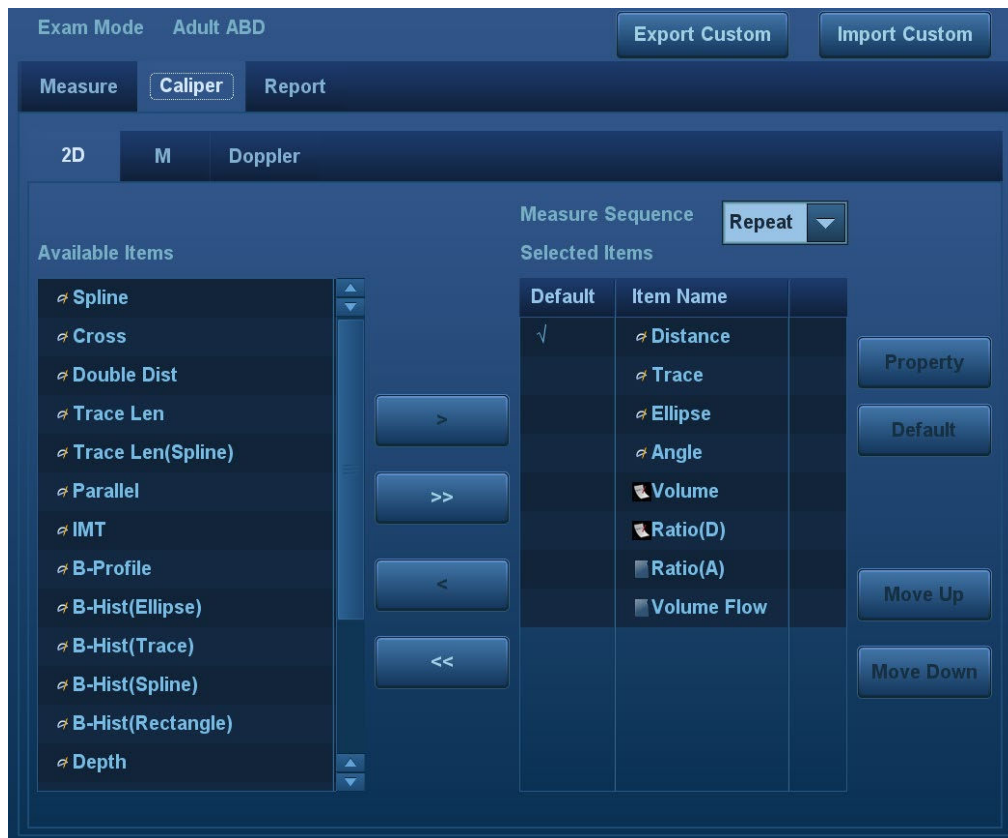 Exam Mode Adult ABD Export Custom Import Custom
Measure Caliper Report
2D M Doppler
Measure Sequence Repeat
Available Items Selected Items
Default Item Name
Spline
Cross
Double Dist
Trace Len
Trace Len(Spline)
Parallel
IMT
B-Profile
B-Hist(Ellipse)
B-Hist(Trace)
B-Hist(Spline)
B-Hist(Rectangle)
Depth
>
>>
<
<<
√ Distance
Trace
Ellipse
Angle
Volume
Ratio(D)
Ratio(A)
Volume Flow
Property
Default
Move Up
Move Down